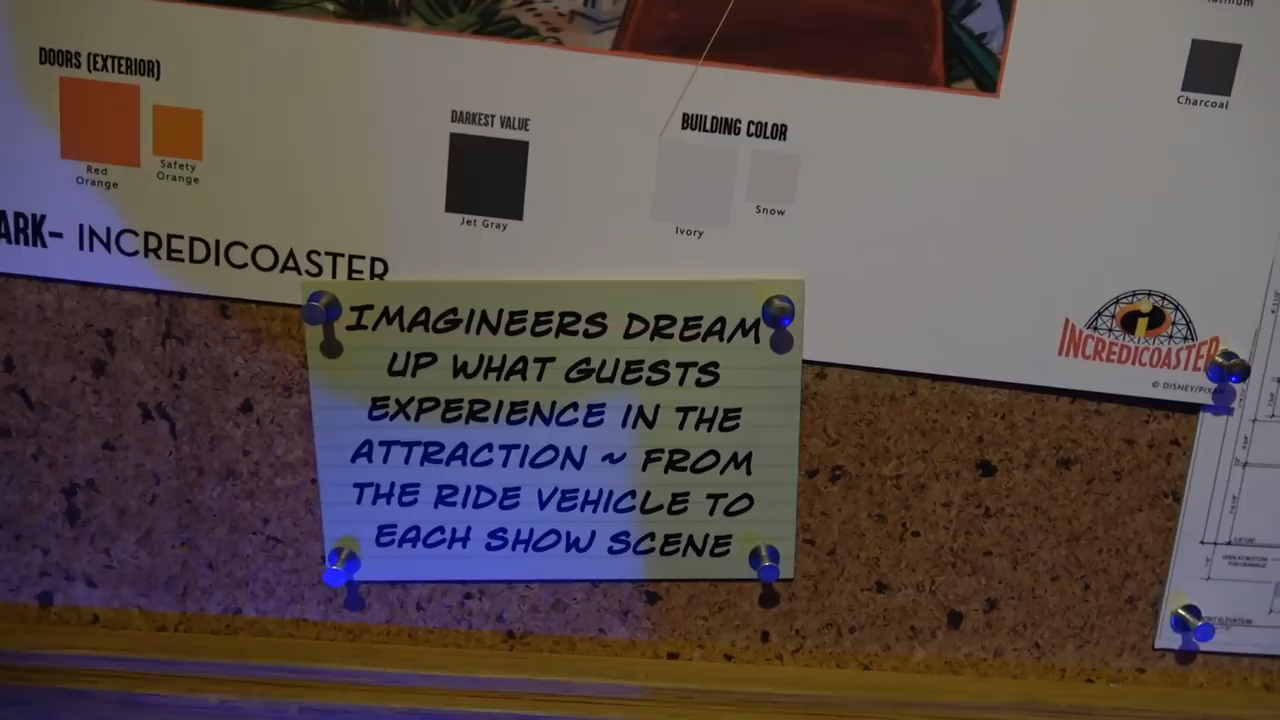 DOORS (EXTERIOR)
Red
Orange
Safety
Orange
DARKEST VALUE
Jet Gray
BUILDING COLOR
Ivory
Snow
Charcoal
ARK- INCREDICOASTER
IMAGINEERS DREAM
UP WHAT GUESTS
EXPERIENCE IN THE
ATTRACTION ~ FROM
THE RIDE VEHICLE TO
EACH SHOW SCENE
INCREDICOASTER
© DISNEY/PIX